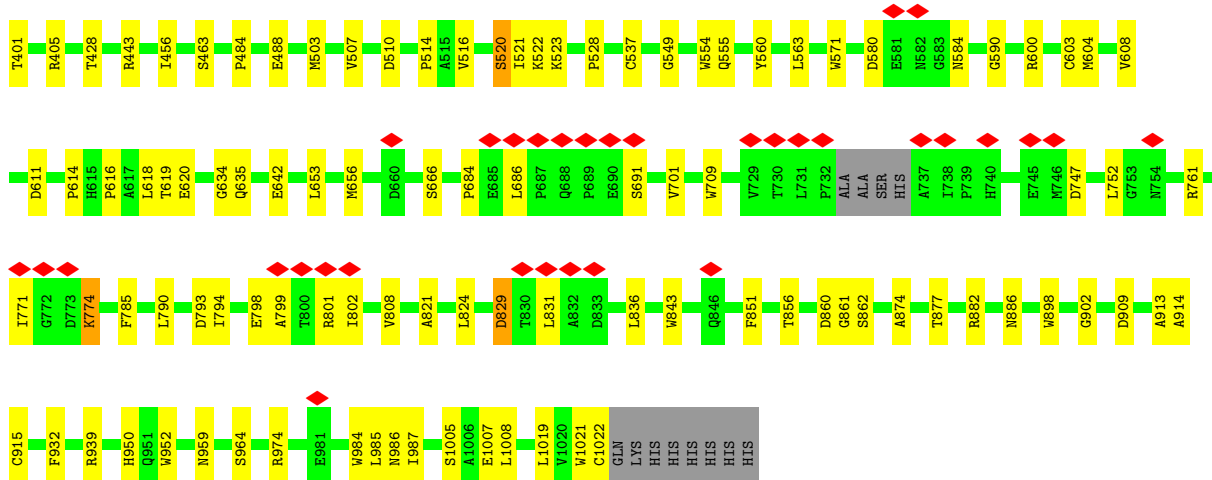 T401 R405 T428 R443 I456 S463 P484 E488 M503 V507 D510 P514 A515 V516 S520 I521 K522 K523 P528 C537 G549 W554 Q555 Y560 L563 W571 D580 E581 N582 G583 N584 G590 R600 C603 M604 V608
D611 P614 H615 P616 A617 L618 T619 E620 G634 Q635 E642 L653 M656 D660 S666 P684 E685 L686 P687 Q688 P689 E690 S691 V701 W709 V729 T730 L731 P732 ALA ALA SER HIS A737 I738 P739 H740 E745 M746 D747 L752 G753 N754 R761
I771 G772 D773 K774 F785 L790 D793 I794 E798 A799 T800 R801 I802 V808 A821 L824 D829 T830 L831 A832 D833 L836 W843 Q846 F851 T856 D860 G861 S862 A874 T877 R882 N886 W898 G902 D909 A913 A914
C915 F932 R939 H950 Q951 W952 N959 S964 R974 E981 W984 L985 N986 I987 S1005 A1006 E1007 L1008 L1019 V1020 W1021 C1022 GLN LYS HIS HIS HIS HIS HIS HIS